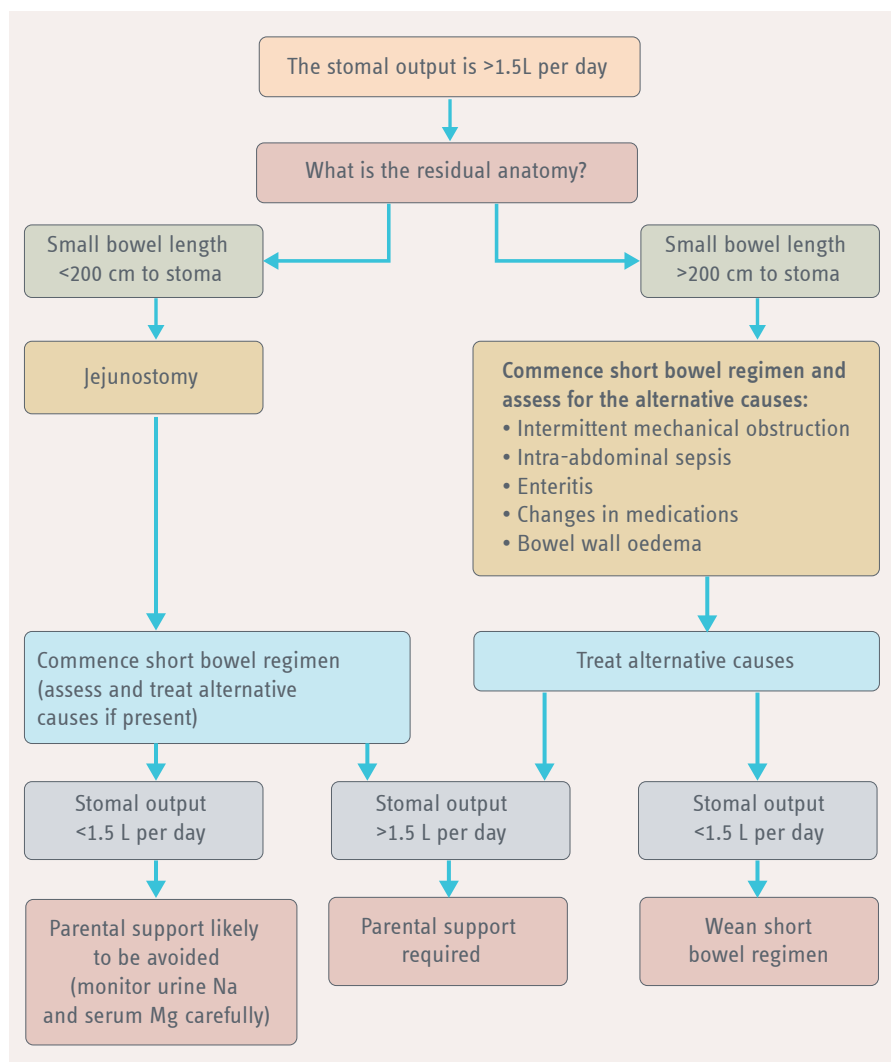 The stomal output is >1.5L per day
What is the residual anatomy?
Small bowel length
<200 cm to stoma
Small bowel length
>200 cm to stoma
Jejunostomy
Commence short bowel regimen and
assess for the alternative causes:
• Intermittent mechanical obstruction
• Intra-abdominal sepsis
• Enteritis
• Changes in medications
• Bowel wall oedema
Commence short bowel regimen
(assess and treat alternative
causes if present)
Treat alternative causes
Stomal output
<1.5 L per day
Stomal output
>1.5 L per day
Stomal output
<1.5 L per day
Parental support likely
to be avoided
(monitor urine Na
and serum Mg carefully)
Parental support
required
Wean short
bowel regimen